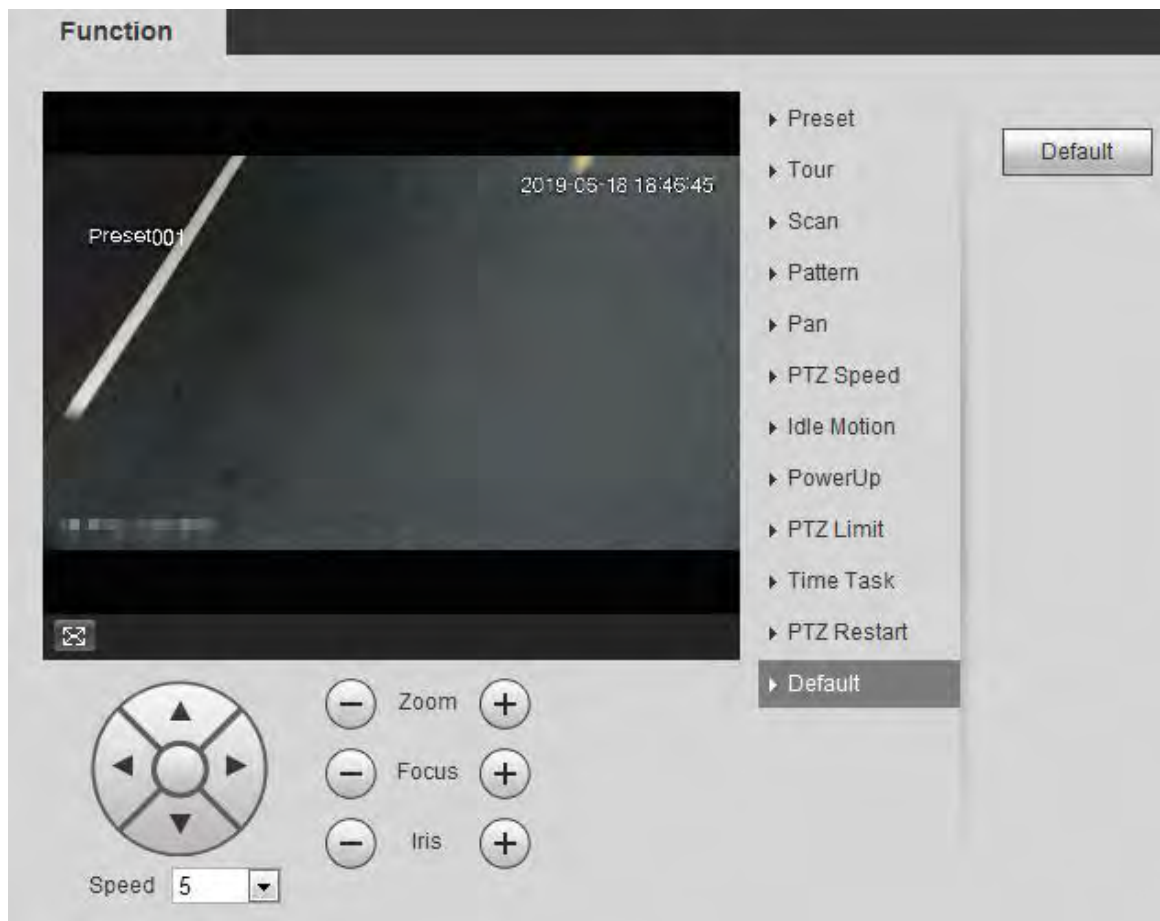 Function
2019-05-18 18:46:45
Preset001
Preset
Tour
Scan
Pattern
Pan
PTZ Speed
Idle Motion
PowerUp
PTZ Limit
Time Task
PTZ Restart
Default
Default
Zoom
Focus
Iris
Speed 5